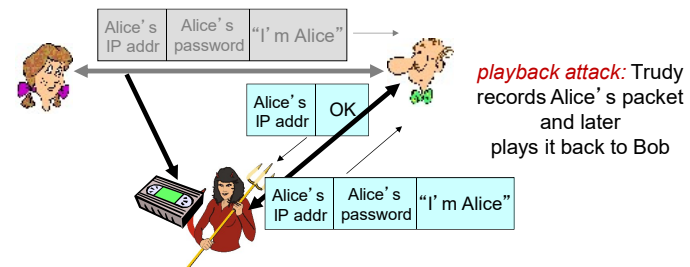 Alice’s
IP addr
Alice’s
password
“I’m Alice”
Alice’s
IP addr
OK
playback attack: Trudy
records Alice’s packet
and later
plays it back to Bob
Alice’s
IP addr
Alice’s
password
“I’m Alice”